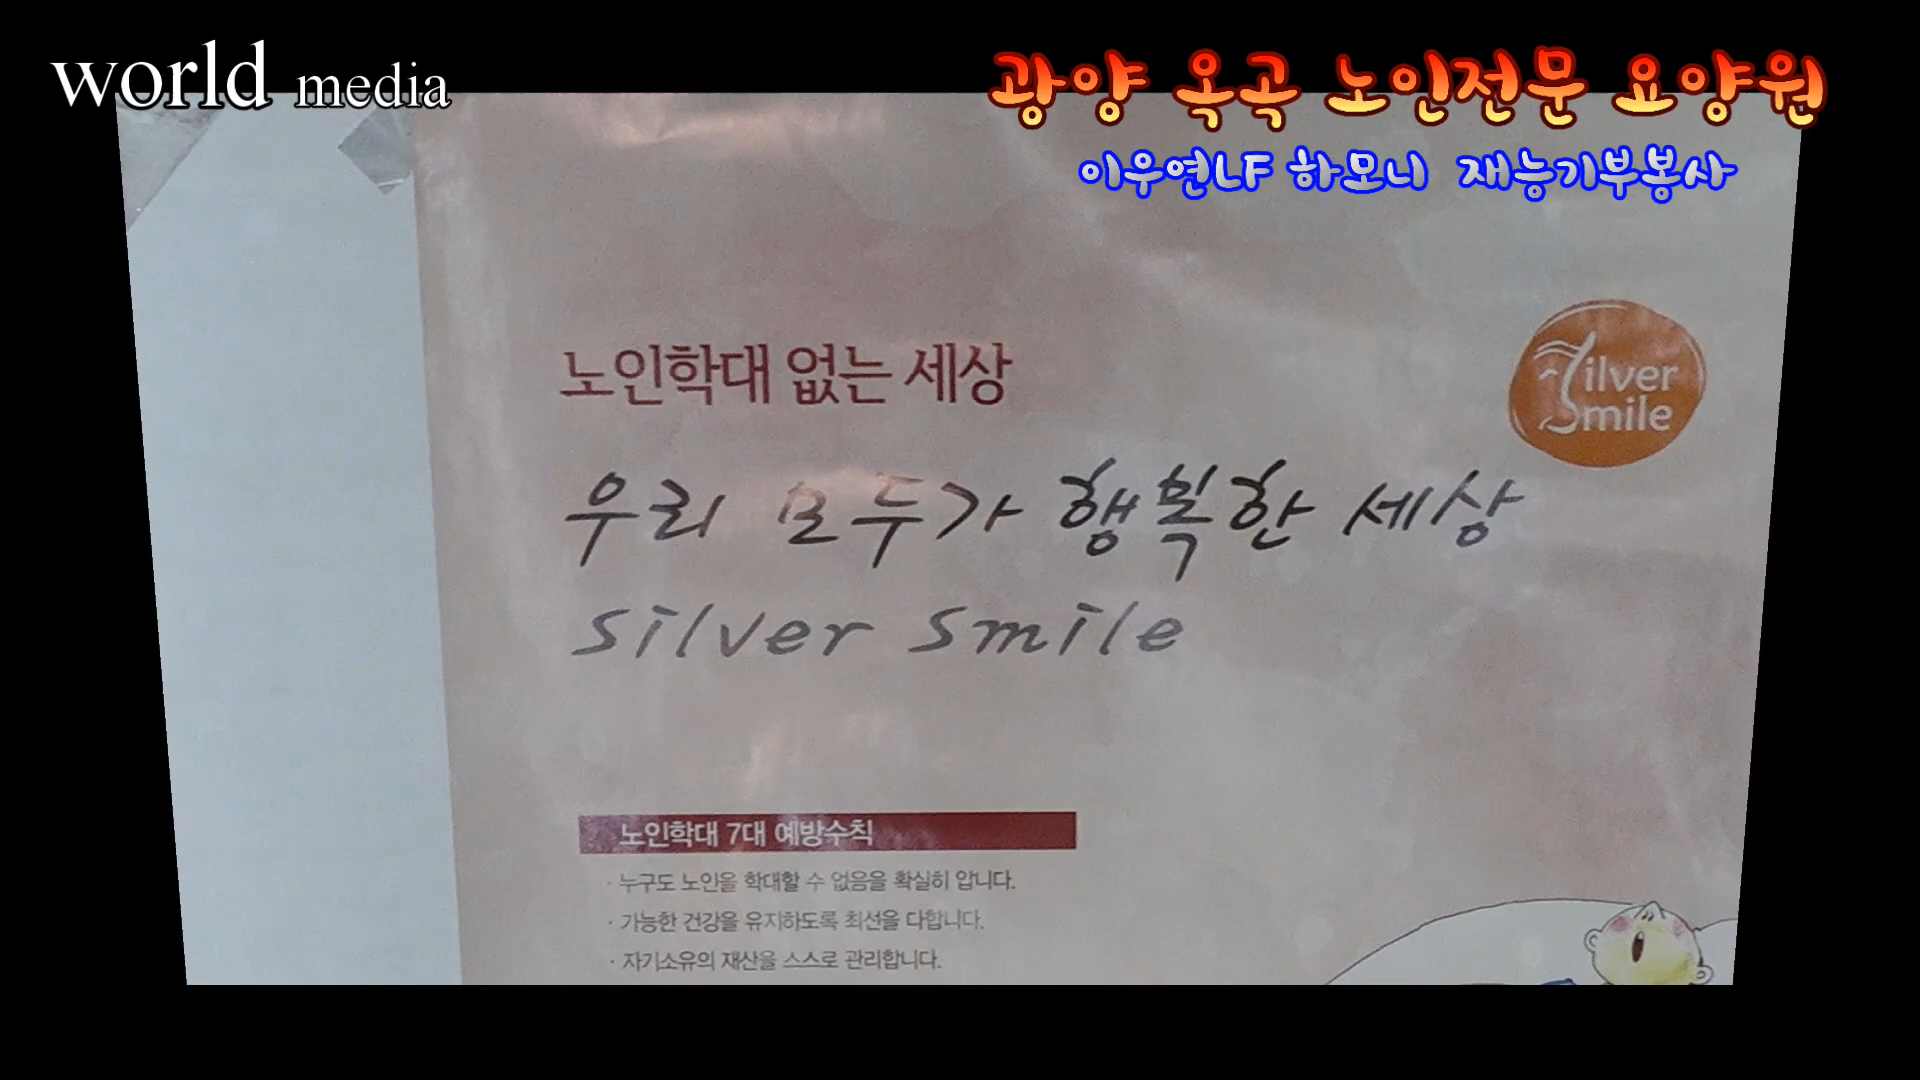 world media
광양 옥곡 노인전문 요양원
이우연LF 하모니 재능기부봉사
노인학대 없는 세상
Silver
Smile
우리 모두가 행복한 세상
silver smile
노인학대 7대 예방수칙
· 누구도 노인을 학대할 수 없음을 확실히 압니다.
· 가능한 건강을 유지하도록 최선을 다합니다.
· 자기소유의 재산을 스스로 관리합니다.